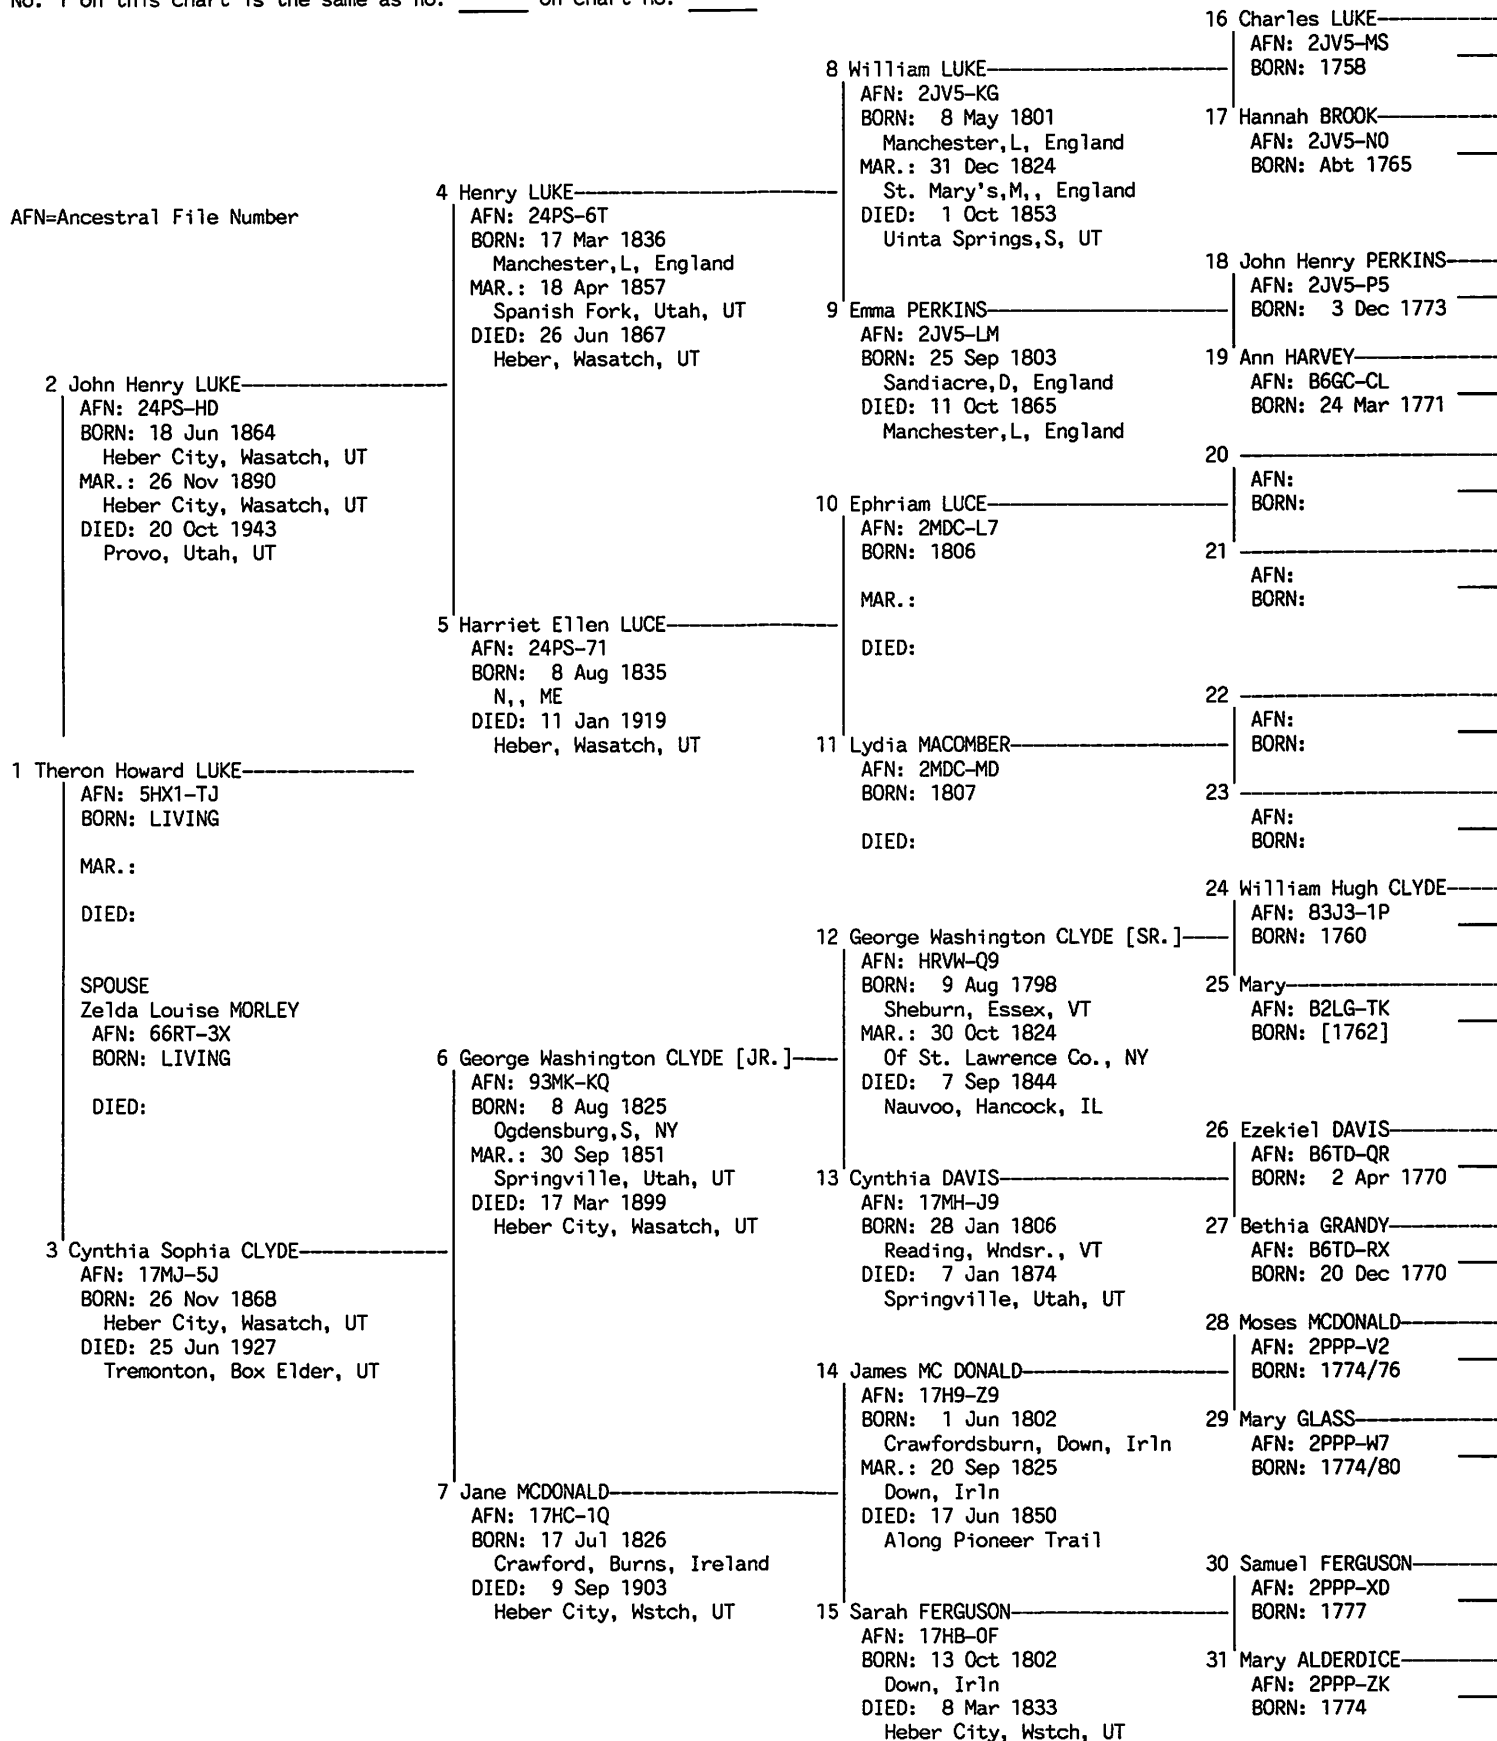 No. 1 on this chart is the same as no. _____ on chart no. _____
AFN=Ancestral File Number
1 Theron Howard LUKE
AFN: 5HX1-TJ
BORN: LIVING
MAR.:
DIED:
SPOUSE
Zelda Louise MORLEY
AFN: 66RT-3X
BORN: LIVING
DIED:
2 John Henry LUKE
AFN: 24PS-HD
BORN: 18 Jun 1864
Heber City, Wasatch, UT
MAR.: 26 Nov 1890
Heber City, Wasatch, UT
DIED: 20 Oct 1943
Provo, Utah, UT
3 Cynthia Sophia CLYDE
AFN: 17MJ-5J
BORN: 26 Nov 1868
Heber City, Wasatch, UT
DIED: 25 Jun 1927
Tremonton, Box Elder, UT
4 Henry LUKE
AFN: 24PS-6T
BORN: 17 Mar 1836
Manchester,L, England
MAR.: 18 Apr 1857
Spanish Fork, Utah, UT
DIED: 26 Jun 1867
Heber, Wasatch, UT
5 Harriet Ellen LUCE
AFN: 24PS-71
BORN: 8 Aug 1835
N,, ME
DIED: 11 Jan 1919
Heber, Wasatch, UT
6 George Washington CLYDE [JR.]
AFN: 93MK-KQ
BORN: 8 Aug 1825
Ogdensburg,S, NY
MAR.: 30 Sep 1851
Springville, Utah, UT
DIED: 17 Mar 1899
Heber City, Wasatch, UT
7 Jane MCDONALD
AFN: 17HC-1Q
BORN: 17 Jul 1826
Crawford, Burns, Ireland
DIED: 9 Sep 1903
Heber City, Wstch, UT
8 William LUKE
AFN: 2JV5-KG
BORN: 8 May 1801
Manchester,L, England
MAR.: 31 Dec 1824
St. Mary's,M,, England
DIED: 1 Oct 1853
Uinta Springs,S, UT
9 Emma PERKINS
AFN: 2JV5-LM
BORN: 25 Sep 1803
Sandiacre,D, England
DIED: 11 Oct 1865
Manchester,L, England
10 Ephriam LUCE
AFN: 2MDC-L7
BORN: 1806
MAR.:
DIED:
11 Lydia MACOMBER
AFN: 2MDC-MD
BORN: 1807
DIED:
12 George Washington CLYDE [SR.]
AFN: HRVW-Q9
BORN: 9 Aug 1798
Sheburn, Essex, VT
MAR.: 30 Oct 1824
Of St. Lawrence Co., NY
DIED: 7 Sep 1844
Nauvoo, Hancock, IL
13 Cynthia DAVIS
AFN: 17MH-J9
BORN: 28 Jan 1806
Reading, Wndsr., VT
DIED: 7 Jan 1874
Springville, Utah, UT
14 James MC DONALD
AFN: 17H9-Z9
BORN: 1 Jun 1802
Crawfordsburn, Down, Irln
MAR.: 20 Sep 1825
Down, Irln
DIED: 17 Jun 1850
Along Pioneer Trail
15 Sarah FERGUSON
AFN: 17HB-0F
BORN: 13 Oct 1802
Down, Irln
DIED: 8 Mar 1833
Heber City, Wstch, UT
16 Charles LUKE
AFN: 2JV5-MS
BORN: 1758
17 Hannah BROOK
AFN: 2JV5-N0
BORN: Abt 1765
18 John Henry PERKINS
AFN: 2JV5-P5
BORN: 3 Dec 1773
19 Ann HARVEY
AFN: B6GC-CL
BORN: 24 Mar 1771
20
AFN:
BORN:
21
AFN:
BORN:
22
AFN:
BORN:
23
AFN:
BORN:
24 William Hugh CLYDE
AFN: 83J3-1P
BORN: 1760
25 Mary
AFN: B2LG-TK
BORN: [1762]
26 Ezekiel DAVIS
AFN: B6TD-QR
BORN: 2 Apr 1770
27 Bethia GRANDY
AFN: B6TD-RX
BORN: 20 Dec 1770
28 Moses MCDONALD
AFN: 2PPP-V2
BORN: 1774/76
29 Mary GLASS
AFN: 2PPP-W7
BORN: 1774/80
30 Samuel FERGUSON
AFN: 2PPP-XD
BORN: 1777
31 Mary ALDERDICE
AFN: 2PPP-ZK
BORN: 1774